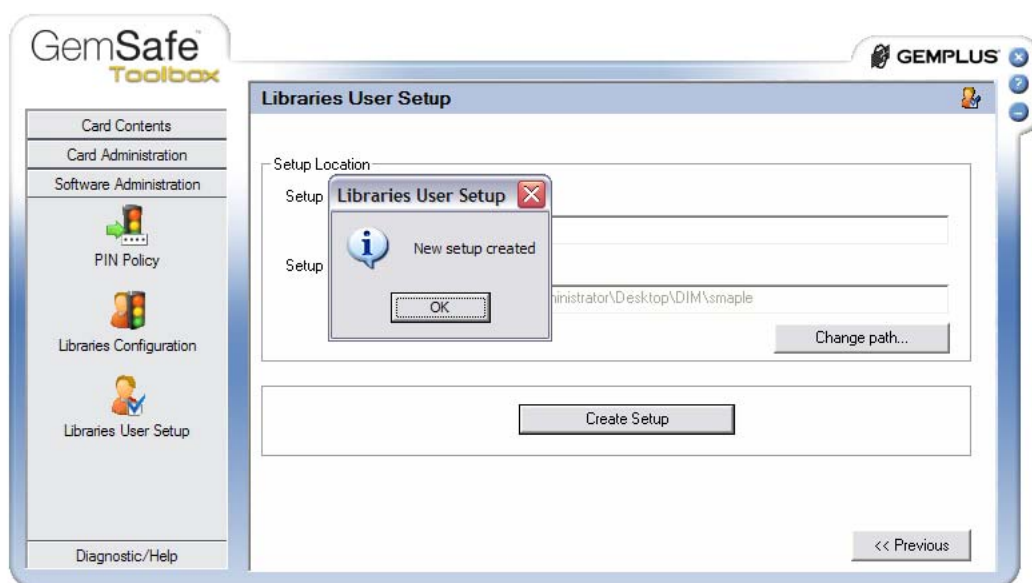 GemSafe™
Toolbox
GEMPLUS
Libraries User Setup
Card Contents
Card Administration
Software Administration
PIN Policy
Libraries Configuration
Libraries User Setup
Diagnostic/Help
Setup Location
Setup
Setup
Libraries User Setup
New setup created
OK
ministrator\Desktop\DIM\smaple
Change path...
Create Setup
<< Previous